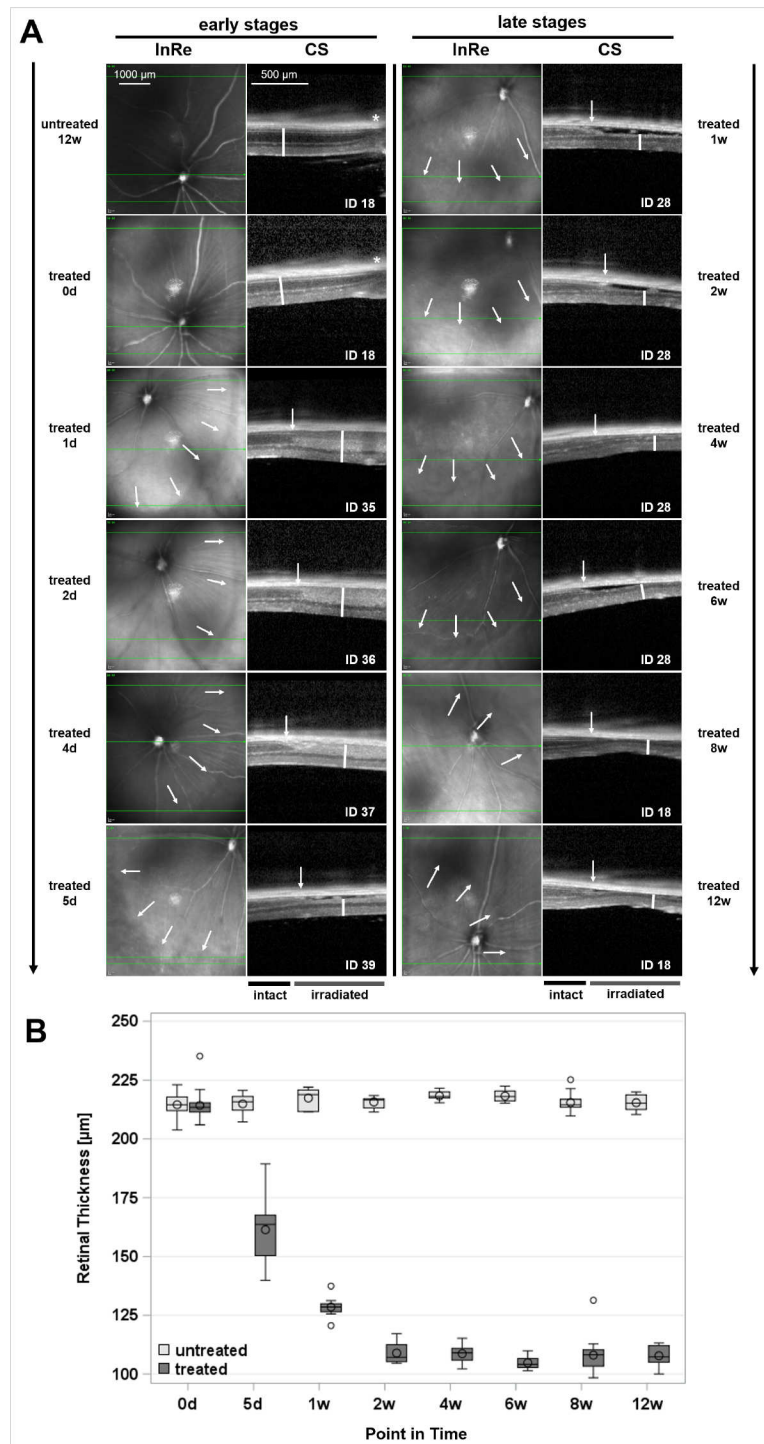 A
early stages
late stages
InRe
CS
InRe
CS
1000 µm
500 µm
untreated
12w
ID 18
ID 28
treated
1w
treated
0d
ID 18
ID 28
treated
2w
treated
1d
ID 35
ID 28
treated
4w
treated
2d
ID 36
ID 28
treated
6w
treated
4d
ID 37
ID 18
treated
8w
treated
5d
ID 39
ID 18
treated
12w
intact
irradiated
intact
irradiated
B
250
225
200
175
150
125
100
Retinal Thickness [µm]
untreated
treated
0d 5d 1w 2w 4w 6w 8w 12w
Point in Time